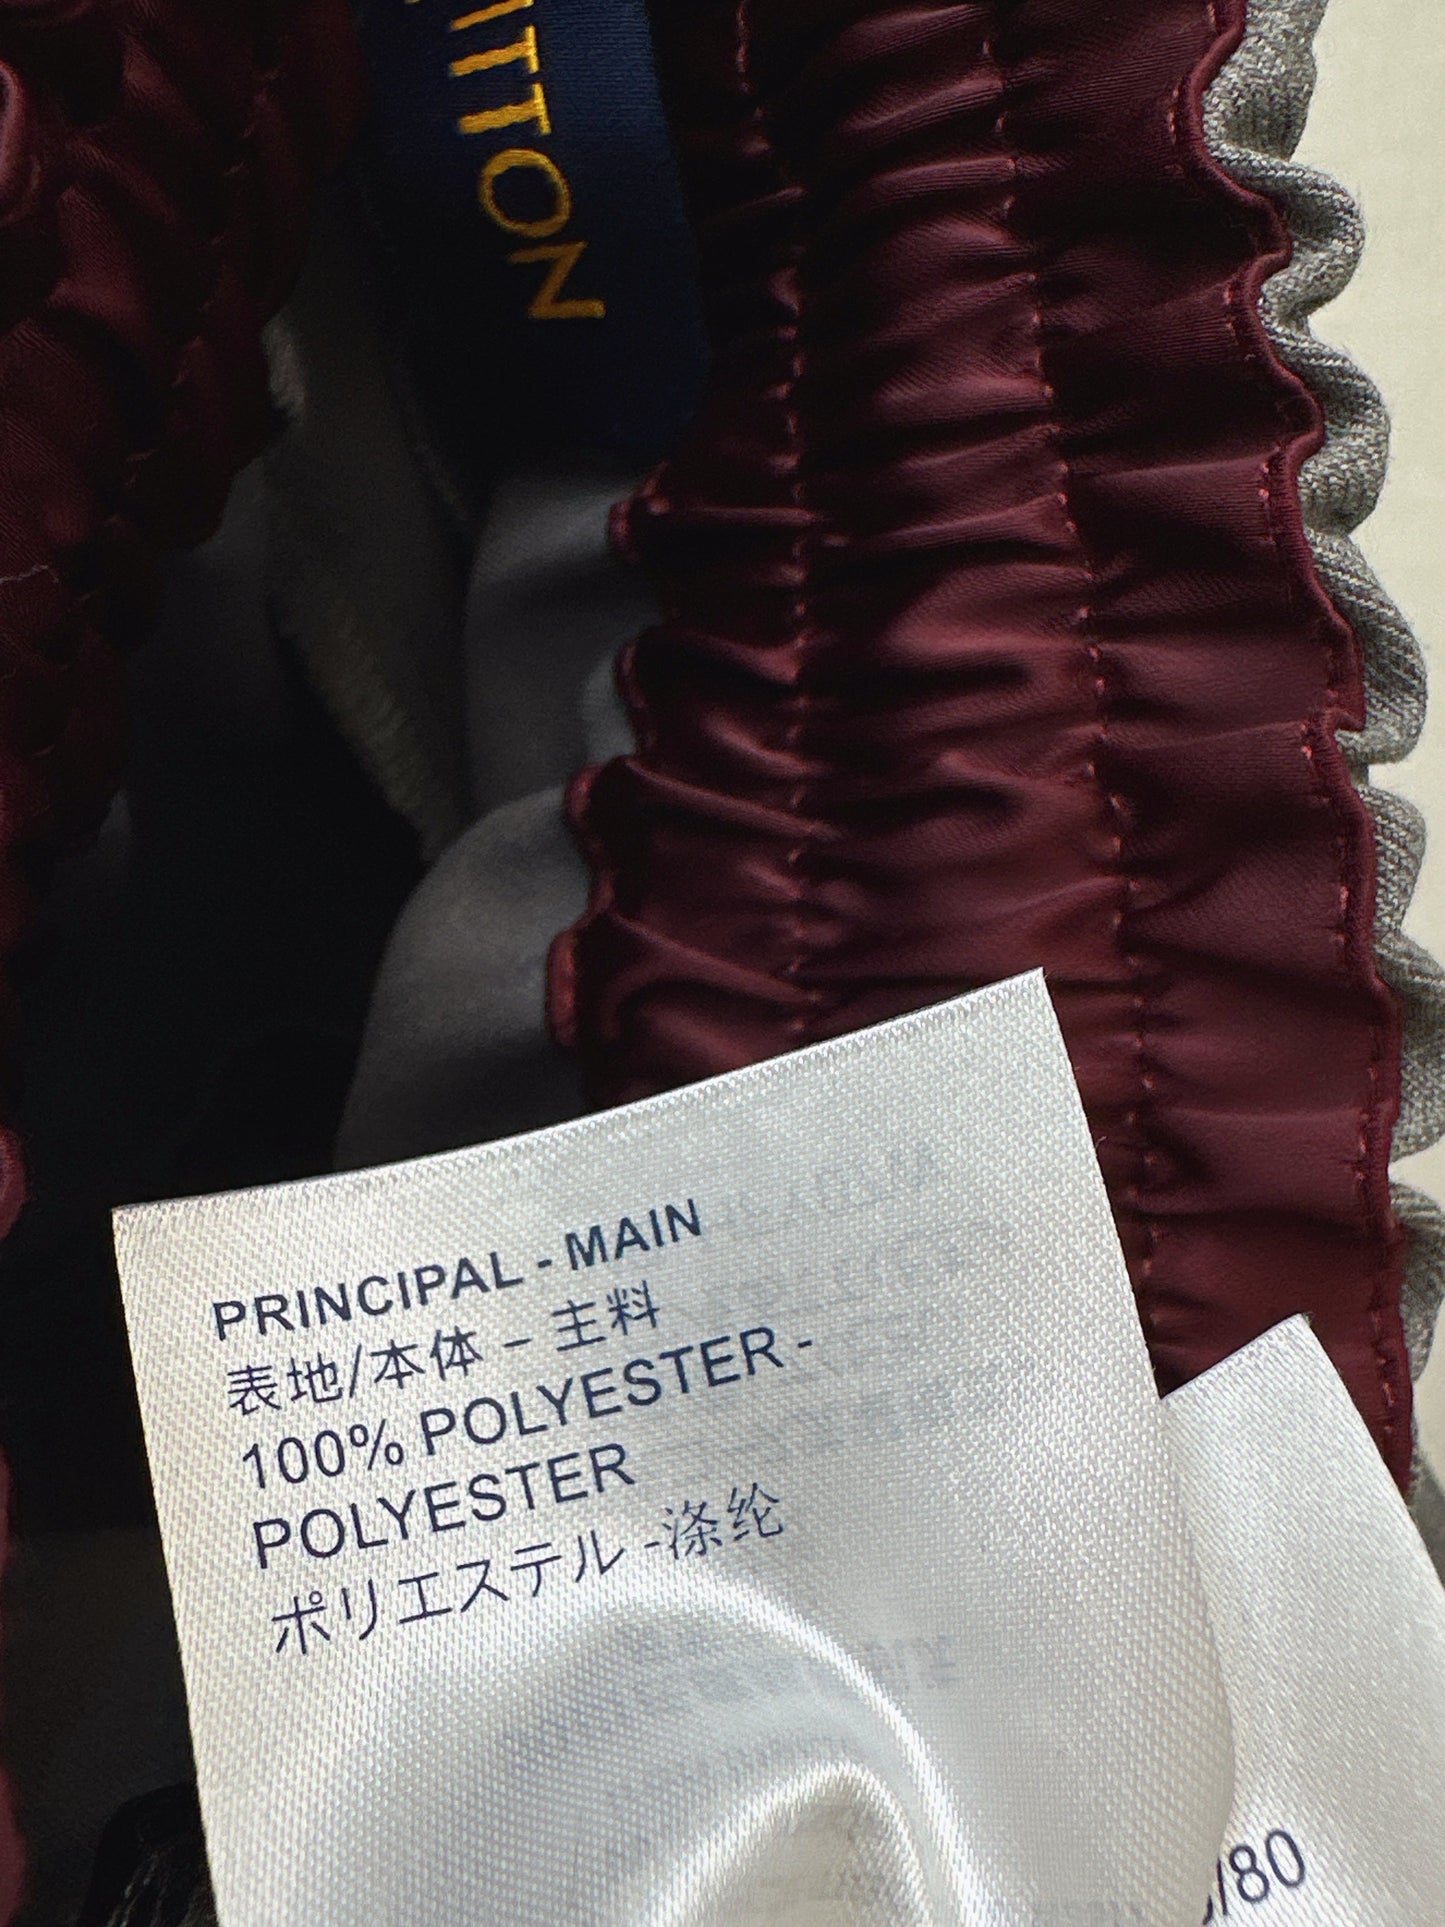 ITTON
PRINCIPAL - MAIN
表地/本体 – 主料
100% POLYESTER -
POLYESTER
ポリエステル -涤纶
/80